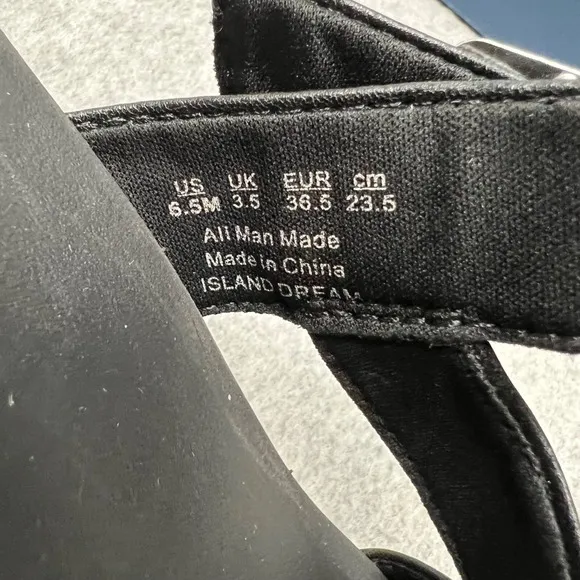 US UK EUR cm
6.5M 3.5 36.5 23.5
All Man Made
Made in China
ISLAND DREAM